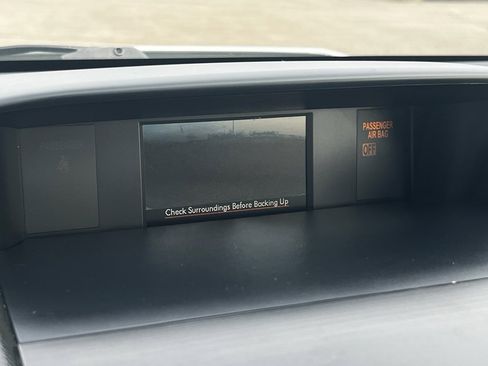 PASSENGER
AIR BAG
OFF
Check Surroundings Before Backing Up